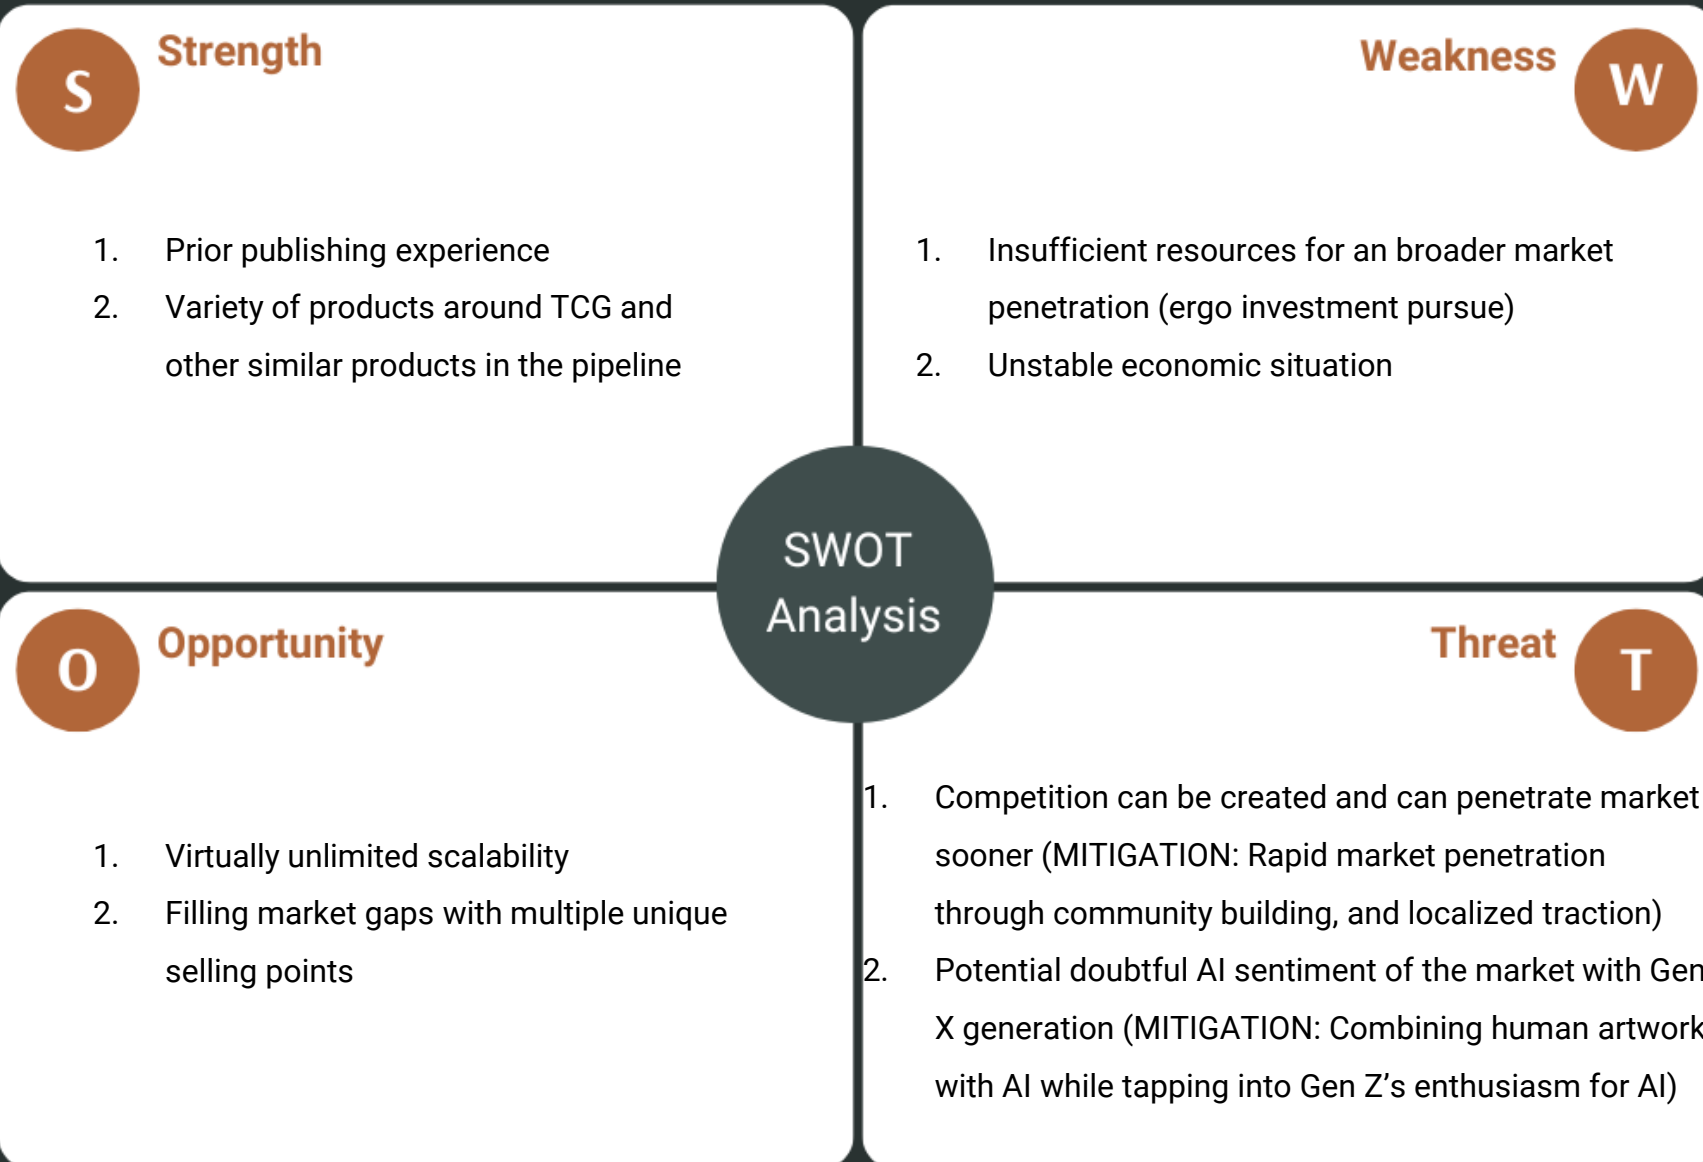 S
Strength
1. Prior publishing experience
2. Variety of products around TCG and
other similar products in the pipeline
Weakness
W
1. Insufficient resources for an broader market
penetration (ergo investment pursue)
2. Unstable economic situation
SWOT
Analysis
O
Opportunity
1. Virtually unlimited scalability
2. Filling market gaps with multiple unique
selling points
Threat
T
1. Competition can be created and can penetrate market
sooner (MITIGATION: Rapid market penetration
through community building, and localized traction)
2. Potential doubtful AI sentiment of the market with Gen
X generation (MITIGATION: Combining human artwork
with AI while tapping into Gen Z’s enthusiasm for AI)